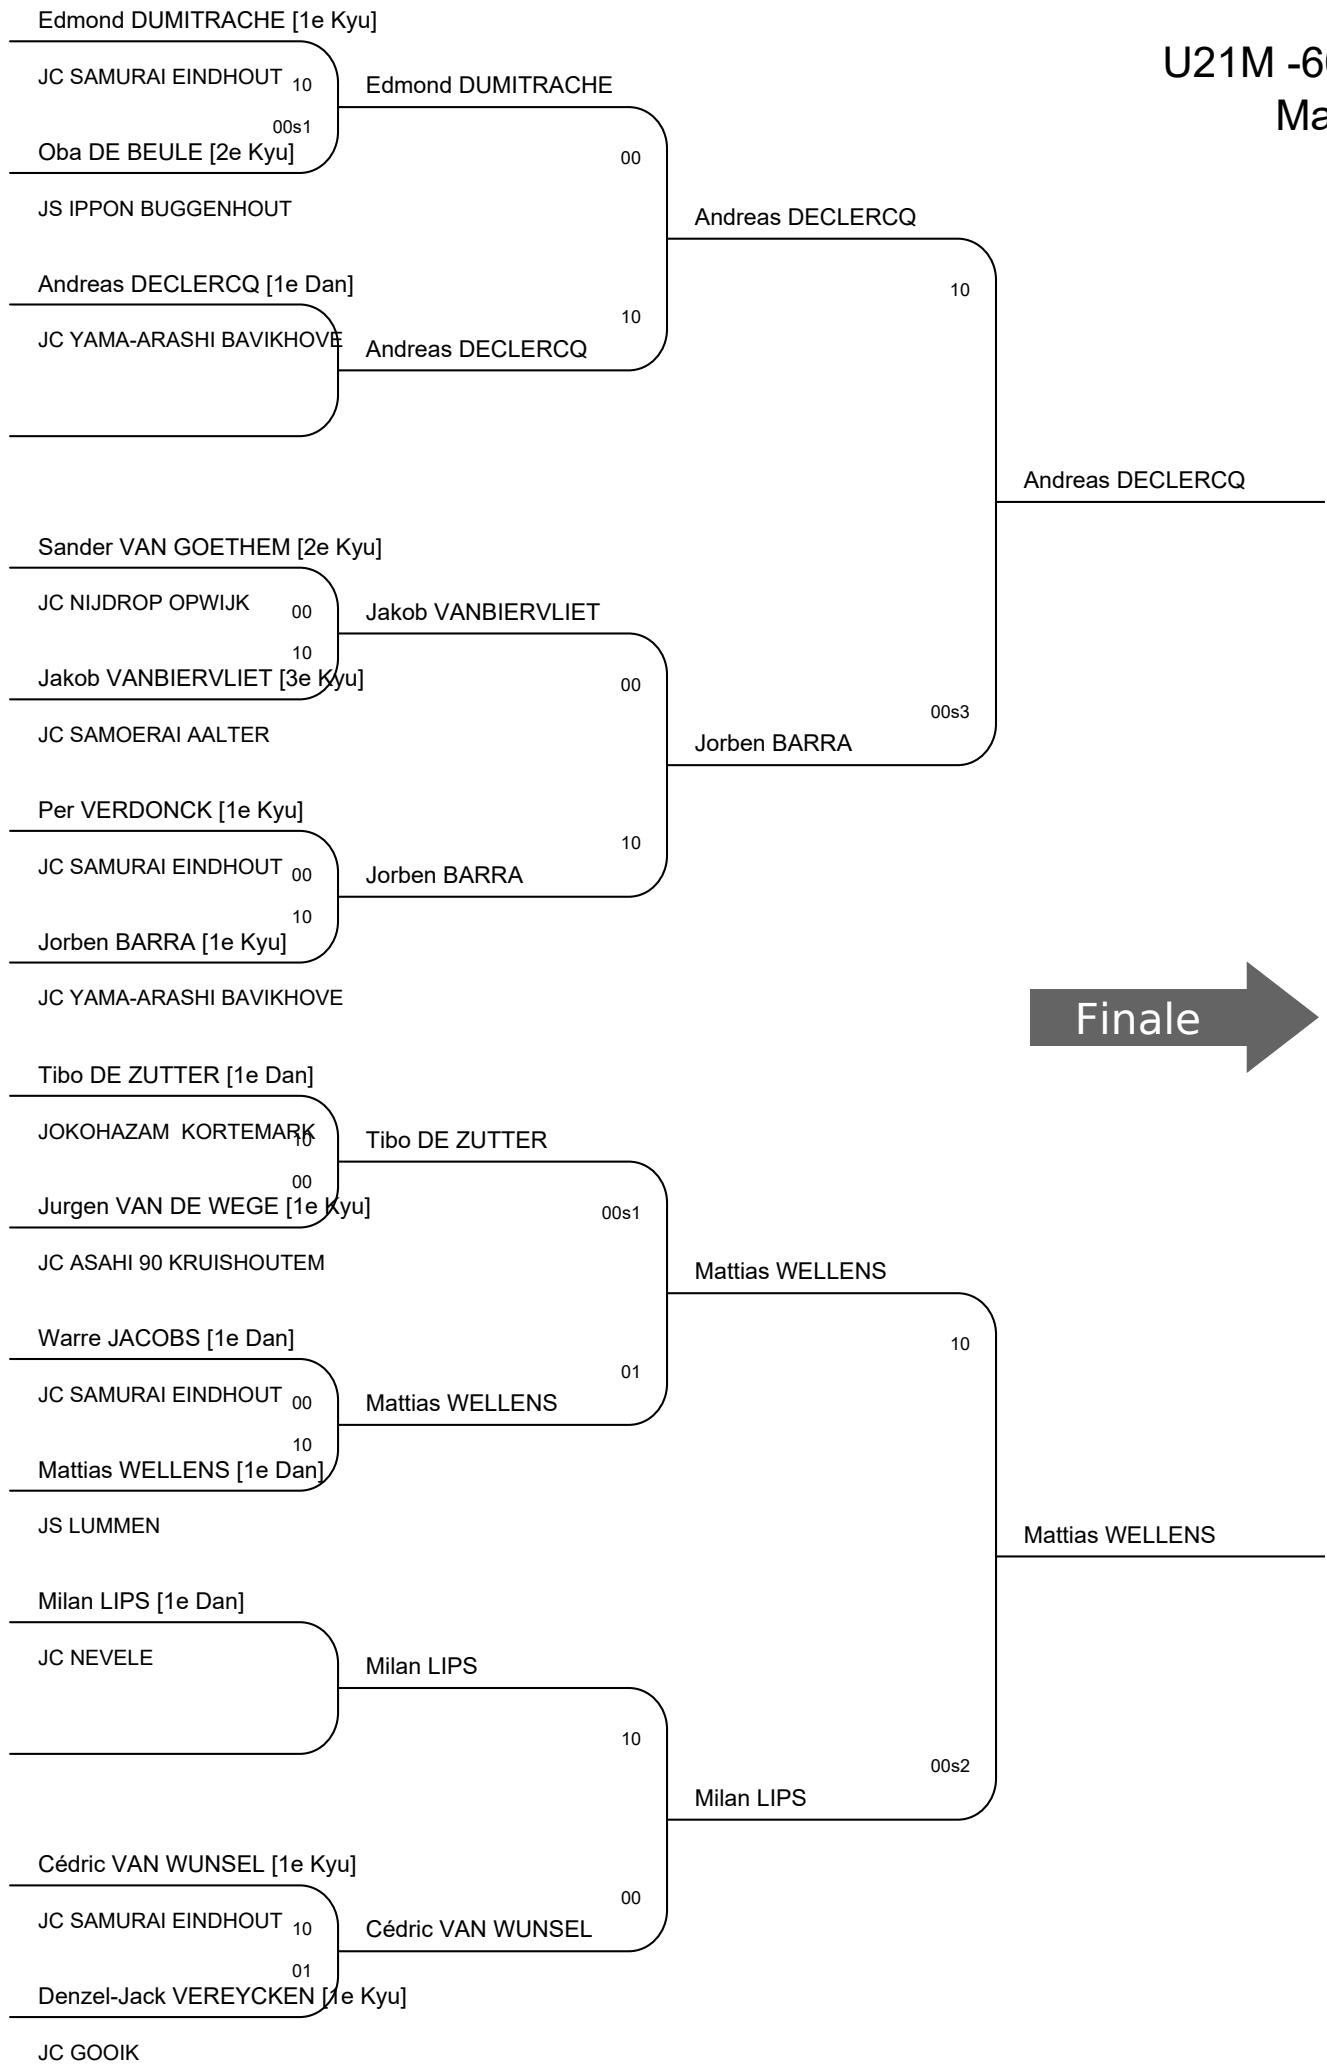 Edmond DUMITRACHE [1e Kyu]
U21M -6
JC SAMURAI EINDHOUT 10
Edmond DUMITRACHE
Ma
00s1
Oba DE BEULE [2e Kyu]
00
JS IPPON BUGGENHOUT
Andreas DECLERCQ
Andreas DECLERCQ [1e Dan]
10
10
JC YAMA-ARASHI BAVIKHOVE
Andreas DECLERCQ
Andreas DECLERCQ
Sander VAN GOETHEM [2e Kyu]
JC NIJDROP OPWIJK 00
Jakob VANBIERVLIET
10
Jakob VANBIERVLIET [3e Kyu]
00
00s3
JC SAMOERAI AALTER
Jorben BARRA
Per VERDONCK [1e Kyu]
10
JC SAMURAI EINDHOUT 00
Jorben BARRA
10
Jorben BARRA [1e Kyu]
JC YAMA-ARASHI BAVIKHOVE
Finale
Tibo DE ZUTTER [1e Dan]
JOKOHAZAM KORTEMARK 10
Tibo DE ZUTTER
00
Jurgen VAN DE WEGE [1e Kyu]
00s1
JC ASAHI 90 KRUISHOUTEM
Mattias WELLENS
Warre JACOBS [1e Dan]
10
01
JC SAMURAI EINDHOUT 00
Mattias WELLENS
10
Mattias WELLENS [1e Dan]
JS LUMMEN
Mattias WELLENS
Milan LIPS [1e Dan]
JC NEVELE
Milan LIPS
10
00s2
Milan LIPS
Cédric VAN WUNSEL [1e Kyu]
00
JC SAMURAI EINDHOUT 10
Cédric VAN WUNSEL
01
Denzel-Jack VEREYCKEN [1e Kyu]
JC GOOIK